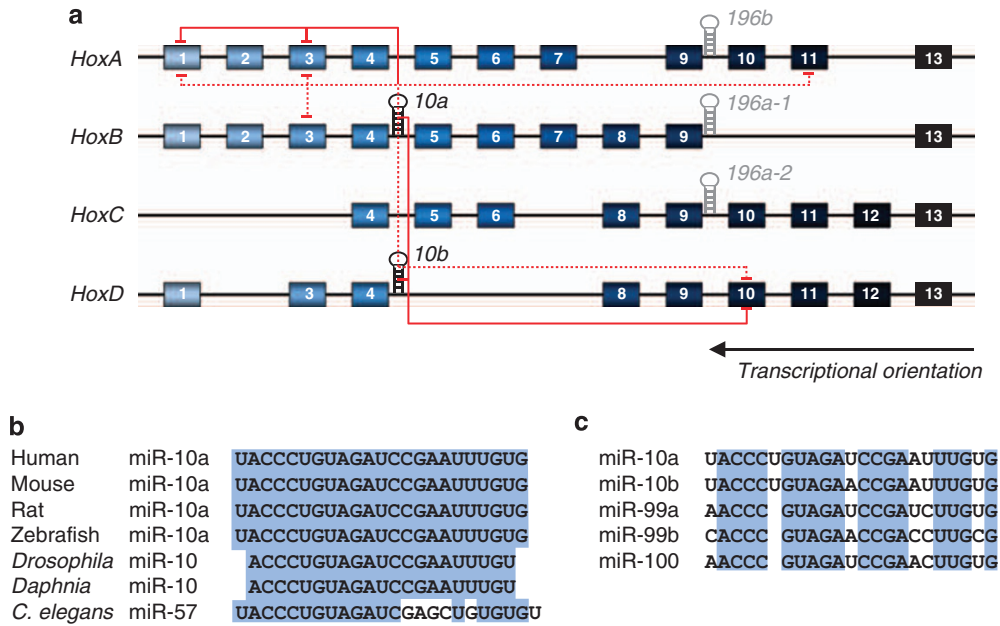 a
196b
HoxA 1 2 3 4 5 6 7 9 10 11 13
10a 196a-1
HoxB 1 2 3 4 5 6 7 8 9 13
196a-2
HoxC 4 5 6 8 9 10 11 12 13
10b
HoxD 1 3 4 8 9 10 11 12 13
Transcriptional orientation
b
Human miR-10a UACCCUGUAGAUCCGAAUUUGUG
Mouse miR-10a UACCCUGUAGAUCCGAAUUUGUG
Rat miR-10a UACCCUGUAGAUCCGAAUUUGUG
Zebrafish miR-10a UACCCUGUAGAUCCGAAUUUGUG
Drosophila miR-10 ACCCUGUAGAUCCGAAUUUGU
Daphnia miR-10 ACCCUGUAGAUCCGAAUUUGU
C. elegans miR-57 UACCCUGUAGAUCGAGCUGUGUGU
c
miR-10a UACCCUGUAGAUCCGAAUUUGUG
miR-10b UACCCUGUAGAACCGAAUUUGUG
miR-99a AACCC GUAGAUCCGAUCUUGUG
miR-99b CACCC GUAGAACCGACCUUGCG
miR-100 AACCC GUAGAUCCGAACUUGUG